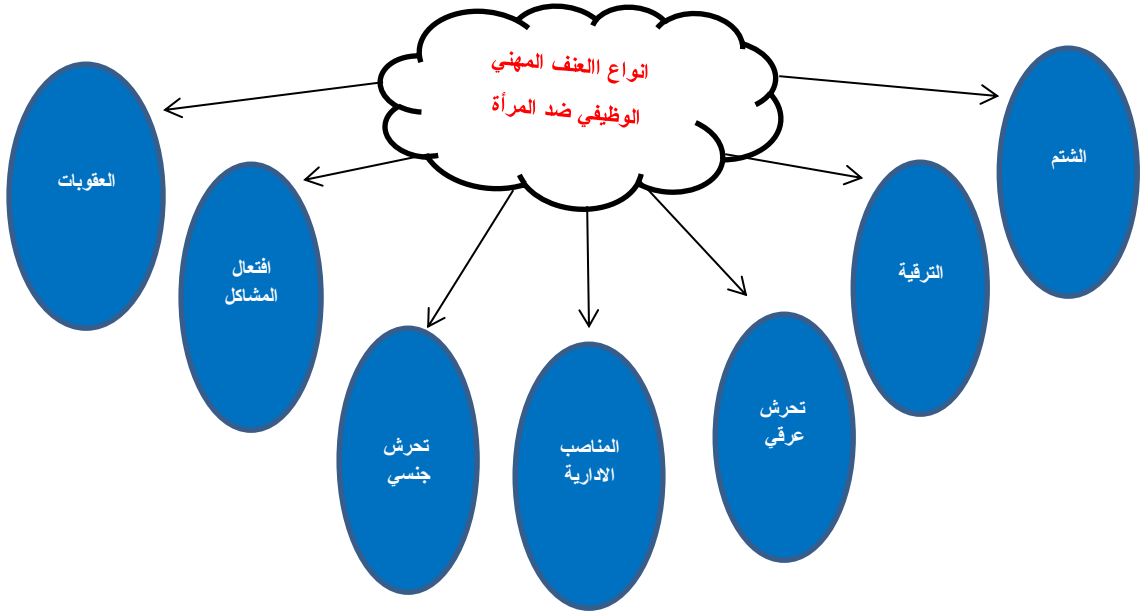 انواع االعنف المهني
الوظيفي ضد المرأة
الشتم
الترقية
تحرش
عرقي
المناصب
الادارية
تحرش
جنسي
افتعال
المشاكل
العقوبات